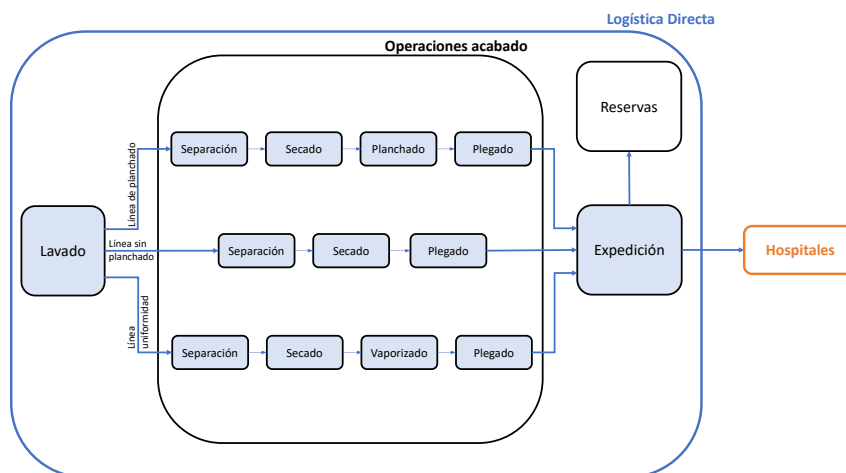 Logística Directa
Operaciones acabado
Reservas
Línea de planchado
Separación
Secado
Planchado
Plegado
Lavado
Línea sin
planchado
Separación
Secado
Plegado
Expedición
Hospitales
Línea
uniformidad
Separación
Secado
Vaporizado
Plegado